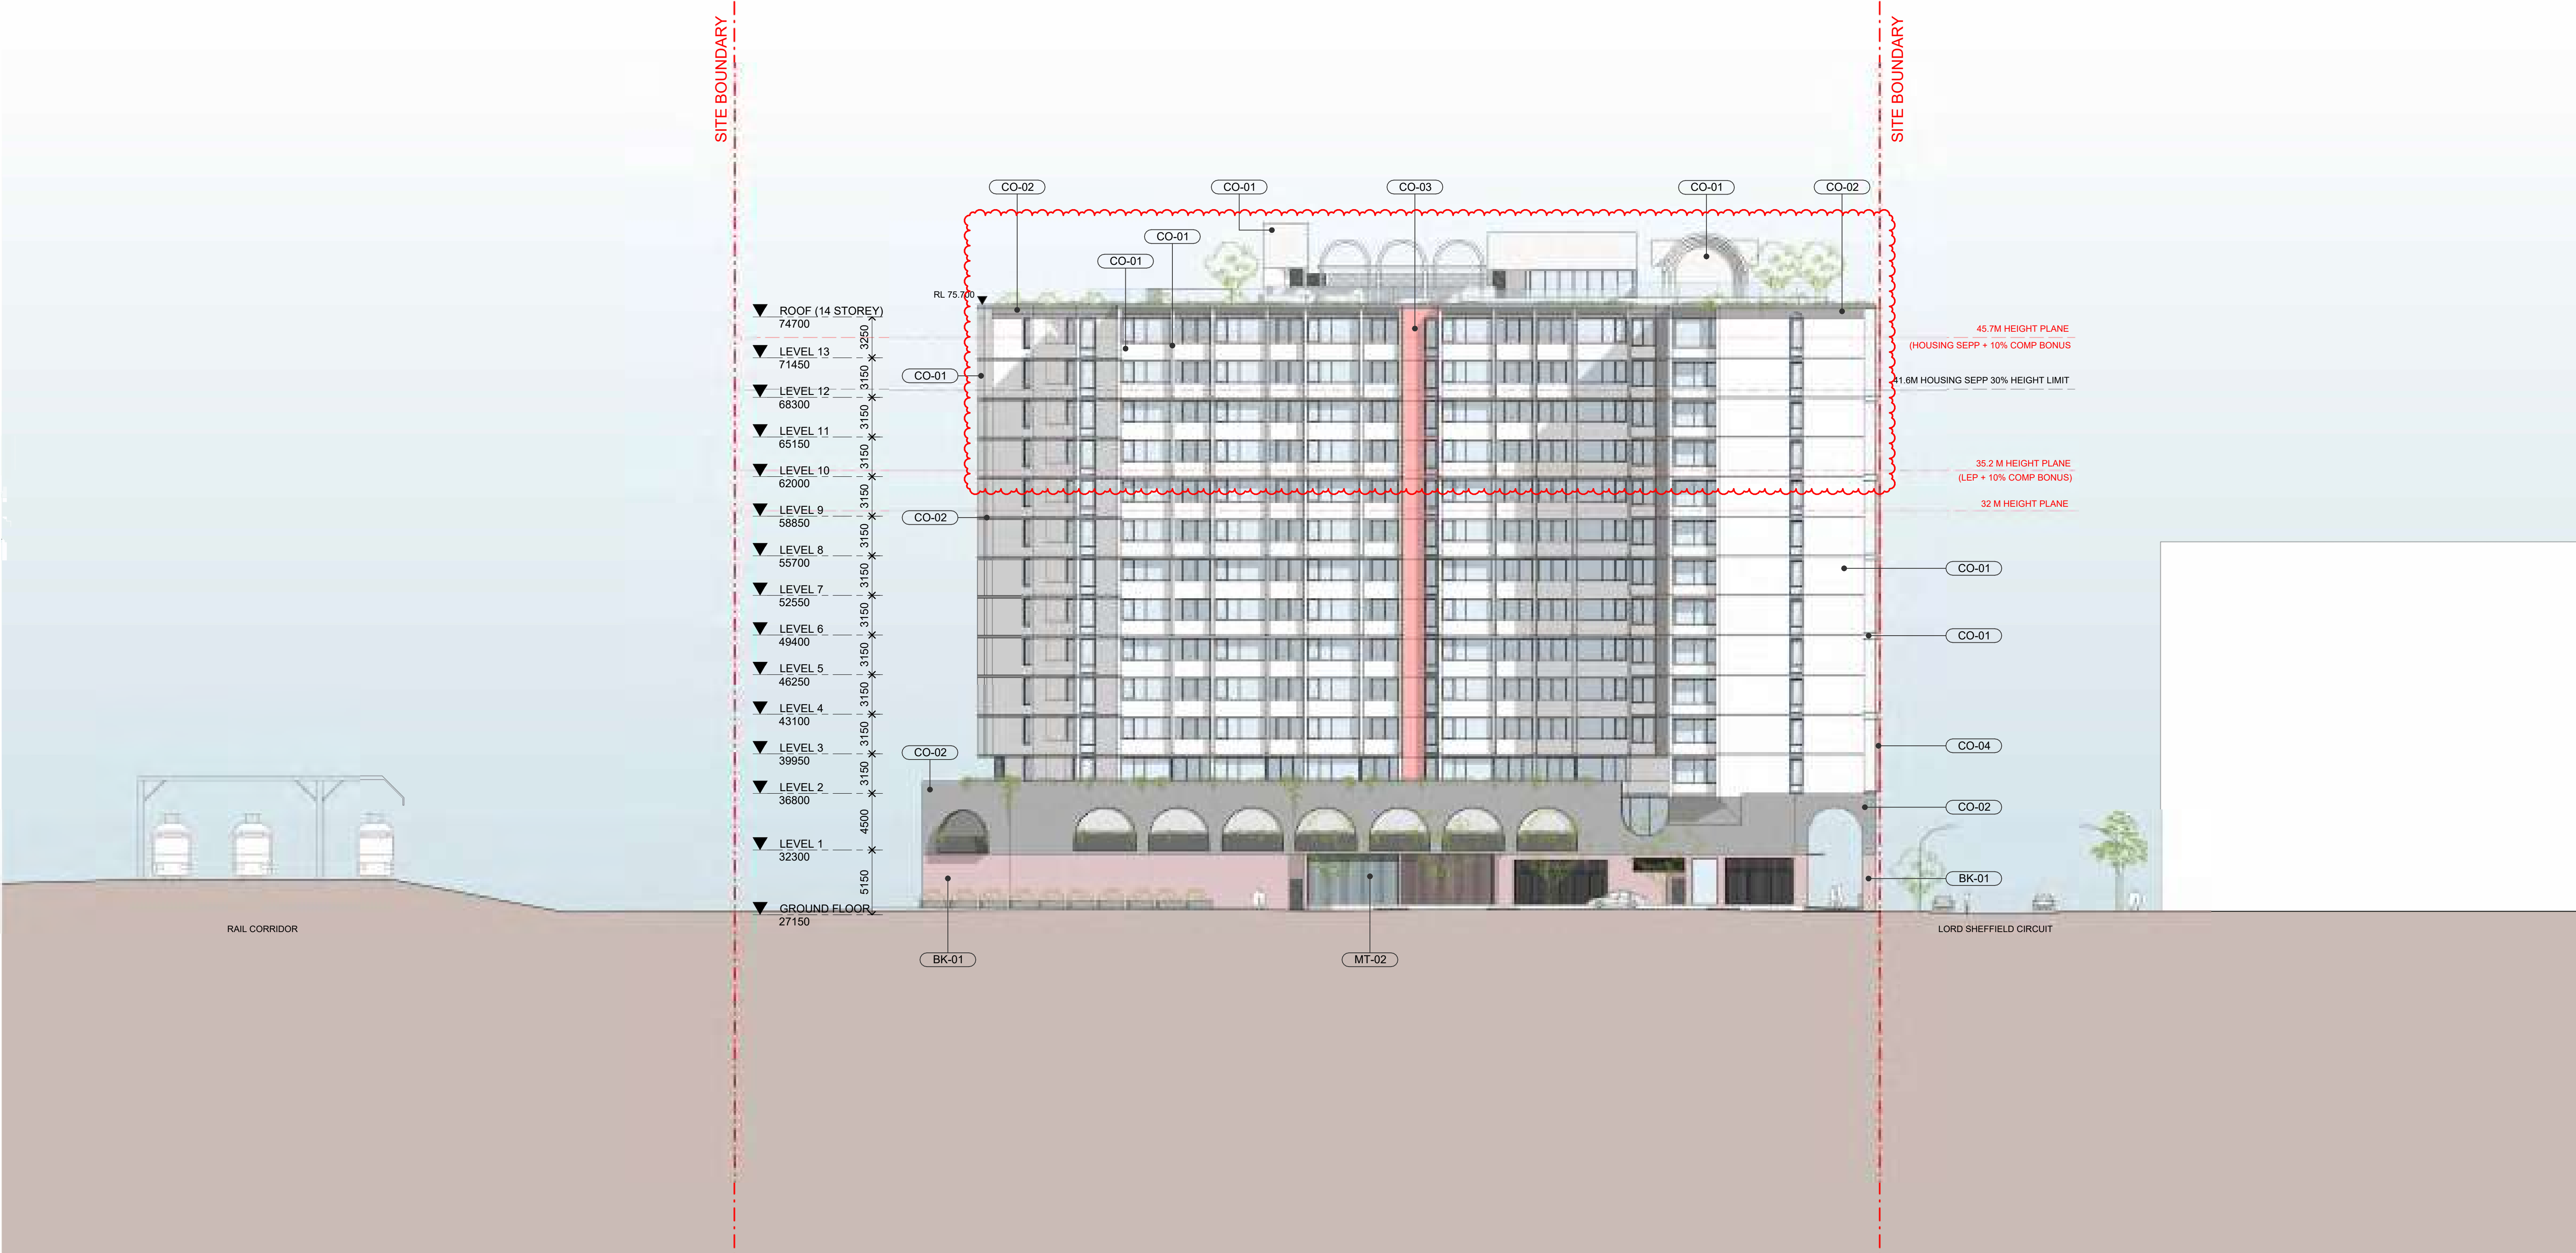 SITE BOUNDARY
SITE BOUNDARY
CO-02
CO-01
CO-03
CO-01
CO-02
CO-01
CO-01
RL 75.700
ROOF (14 STOREY)
74700
3250
45.7M HEIGHT PLANE
(HOUSING SEPP + 10% COMP BONUS
LEVEL 13
71450
3150
CO-01
41.6M HOUSING SEPP 30% HEIGHT LIMIT
LEVEL 12
68300
3150
LEVEL 11
65150
3150
35.2 M HEIGHT PLANE
(LEP + 10% COMP BONUS)
LEVEL 10
62000
3150
32 M HEIGHT PLANE
LEVEL 9
58850
CO-02
3150
LEVEL 8
55700
3150
CO-01
LEVEL 7
52550
3150
LEVEL 6
49400
CO-01
3150
LEVEL 5
46250
3150
LEVEL 4
43100
3150
LEVEL 3
39950
CO-02
CO-04
3150
LEVEL 2
36800
CO-02
4500
LEVEL 1
32300
5150
BK-01
GROUND FLOOR
27150
RAIL CORRIDOR
LORD SHEFFIELD CIRCUIT
BK-01
MT-02